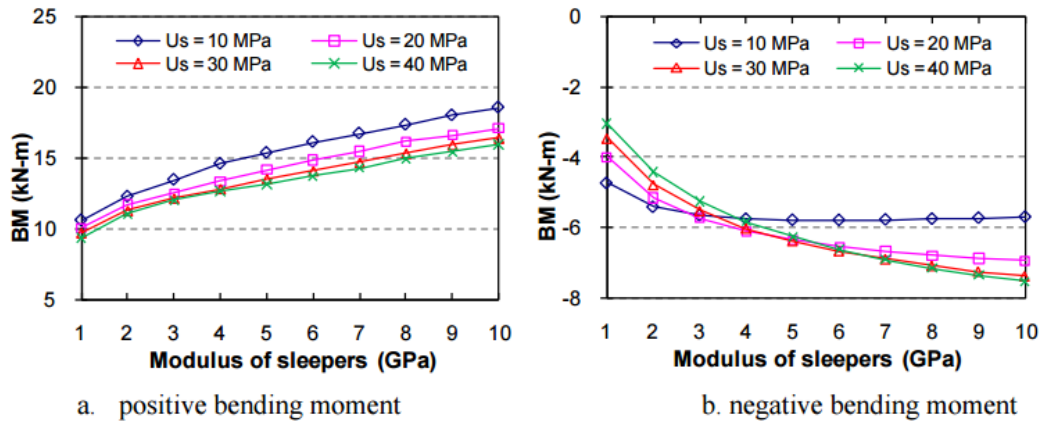 25
20
15
10
5
BM (kN-m)
Us = 10 MPa
Us = 20 MPa
Us = 30 MPa
Us = 40 MPa
1 2 3 4 5 6 7 8 9 10
Modulus of sleepers (GPa)
a. positive bending moment
0
-2
-4
-6
-8
BM (kN-m)
Us = 10 MPa
Us = 20 MPa
Us = 30 MPa
Us = 40 MPa
1 2 3 4 5 6 7 8 9 10
Modulus of sleepers (GPa)
b. negative bending moment